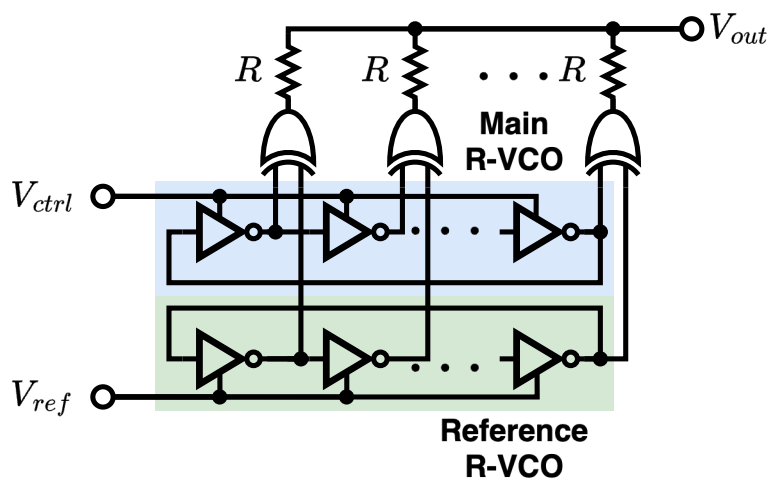 V_out
R R . . . R
Main
R-VCO
V_ctrl
. . .
. . .
V_ref
Reference
R-VCO